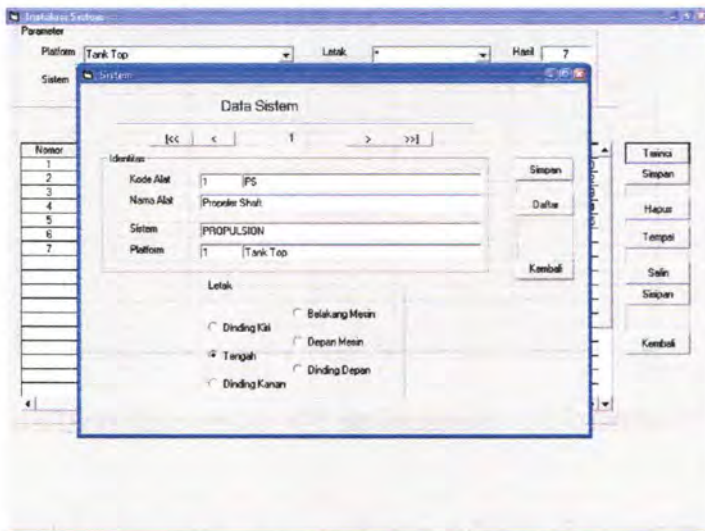 Instalasi Sistem
Parameter
Platform Tank Top Letak * Hasil 7
Sistem
Sistem
Data Sistem
|<< < 1 > >>|
Identitas
Kode Alat 1 PS
Nama Alat Propeler Shaft
Sistem PROPULSION
Platform 1 Tank Top
Simpan
Daftar
Kembali
Letak
Dinding Kiri
Tengah
Dinding Kanan
Belakang Mesin
Depan Mesin
Dinding Depan
Nomor
1
2
3
4
5
6
7
Simpan
Hapus
Tempel
Salin
Sisipan
Kembali